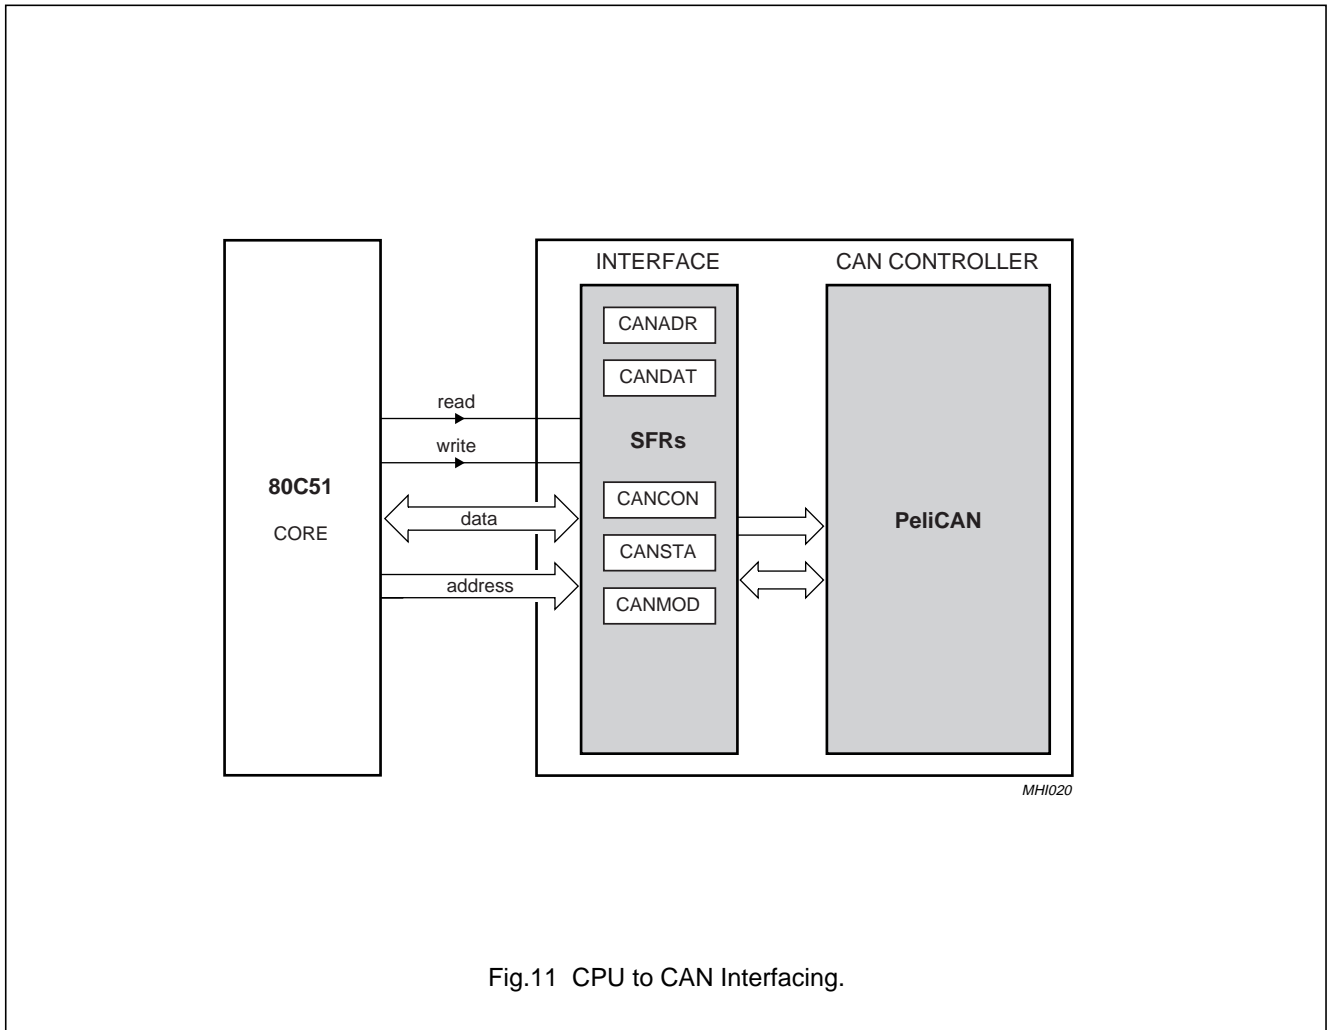 INTERFACE
CAN CONTROLLER
CANADR
CANDAT
read
SFRs
write
80C51
CORE
CANCON
data
PeliCAN
CANSTA
address
CANMOD
MHI020
Fig.11 CPU to CAN Interfacing.